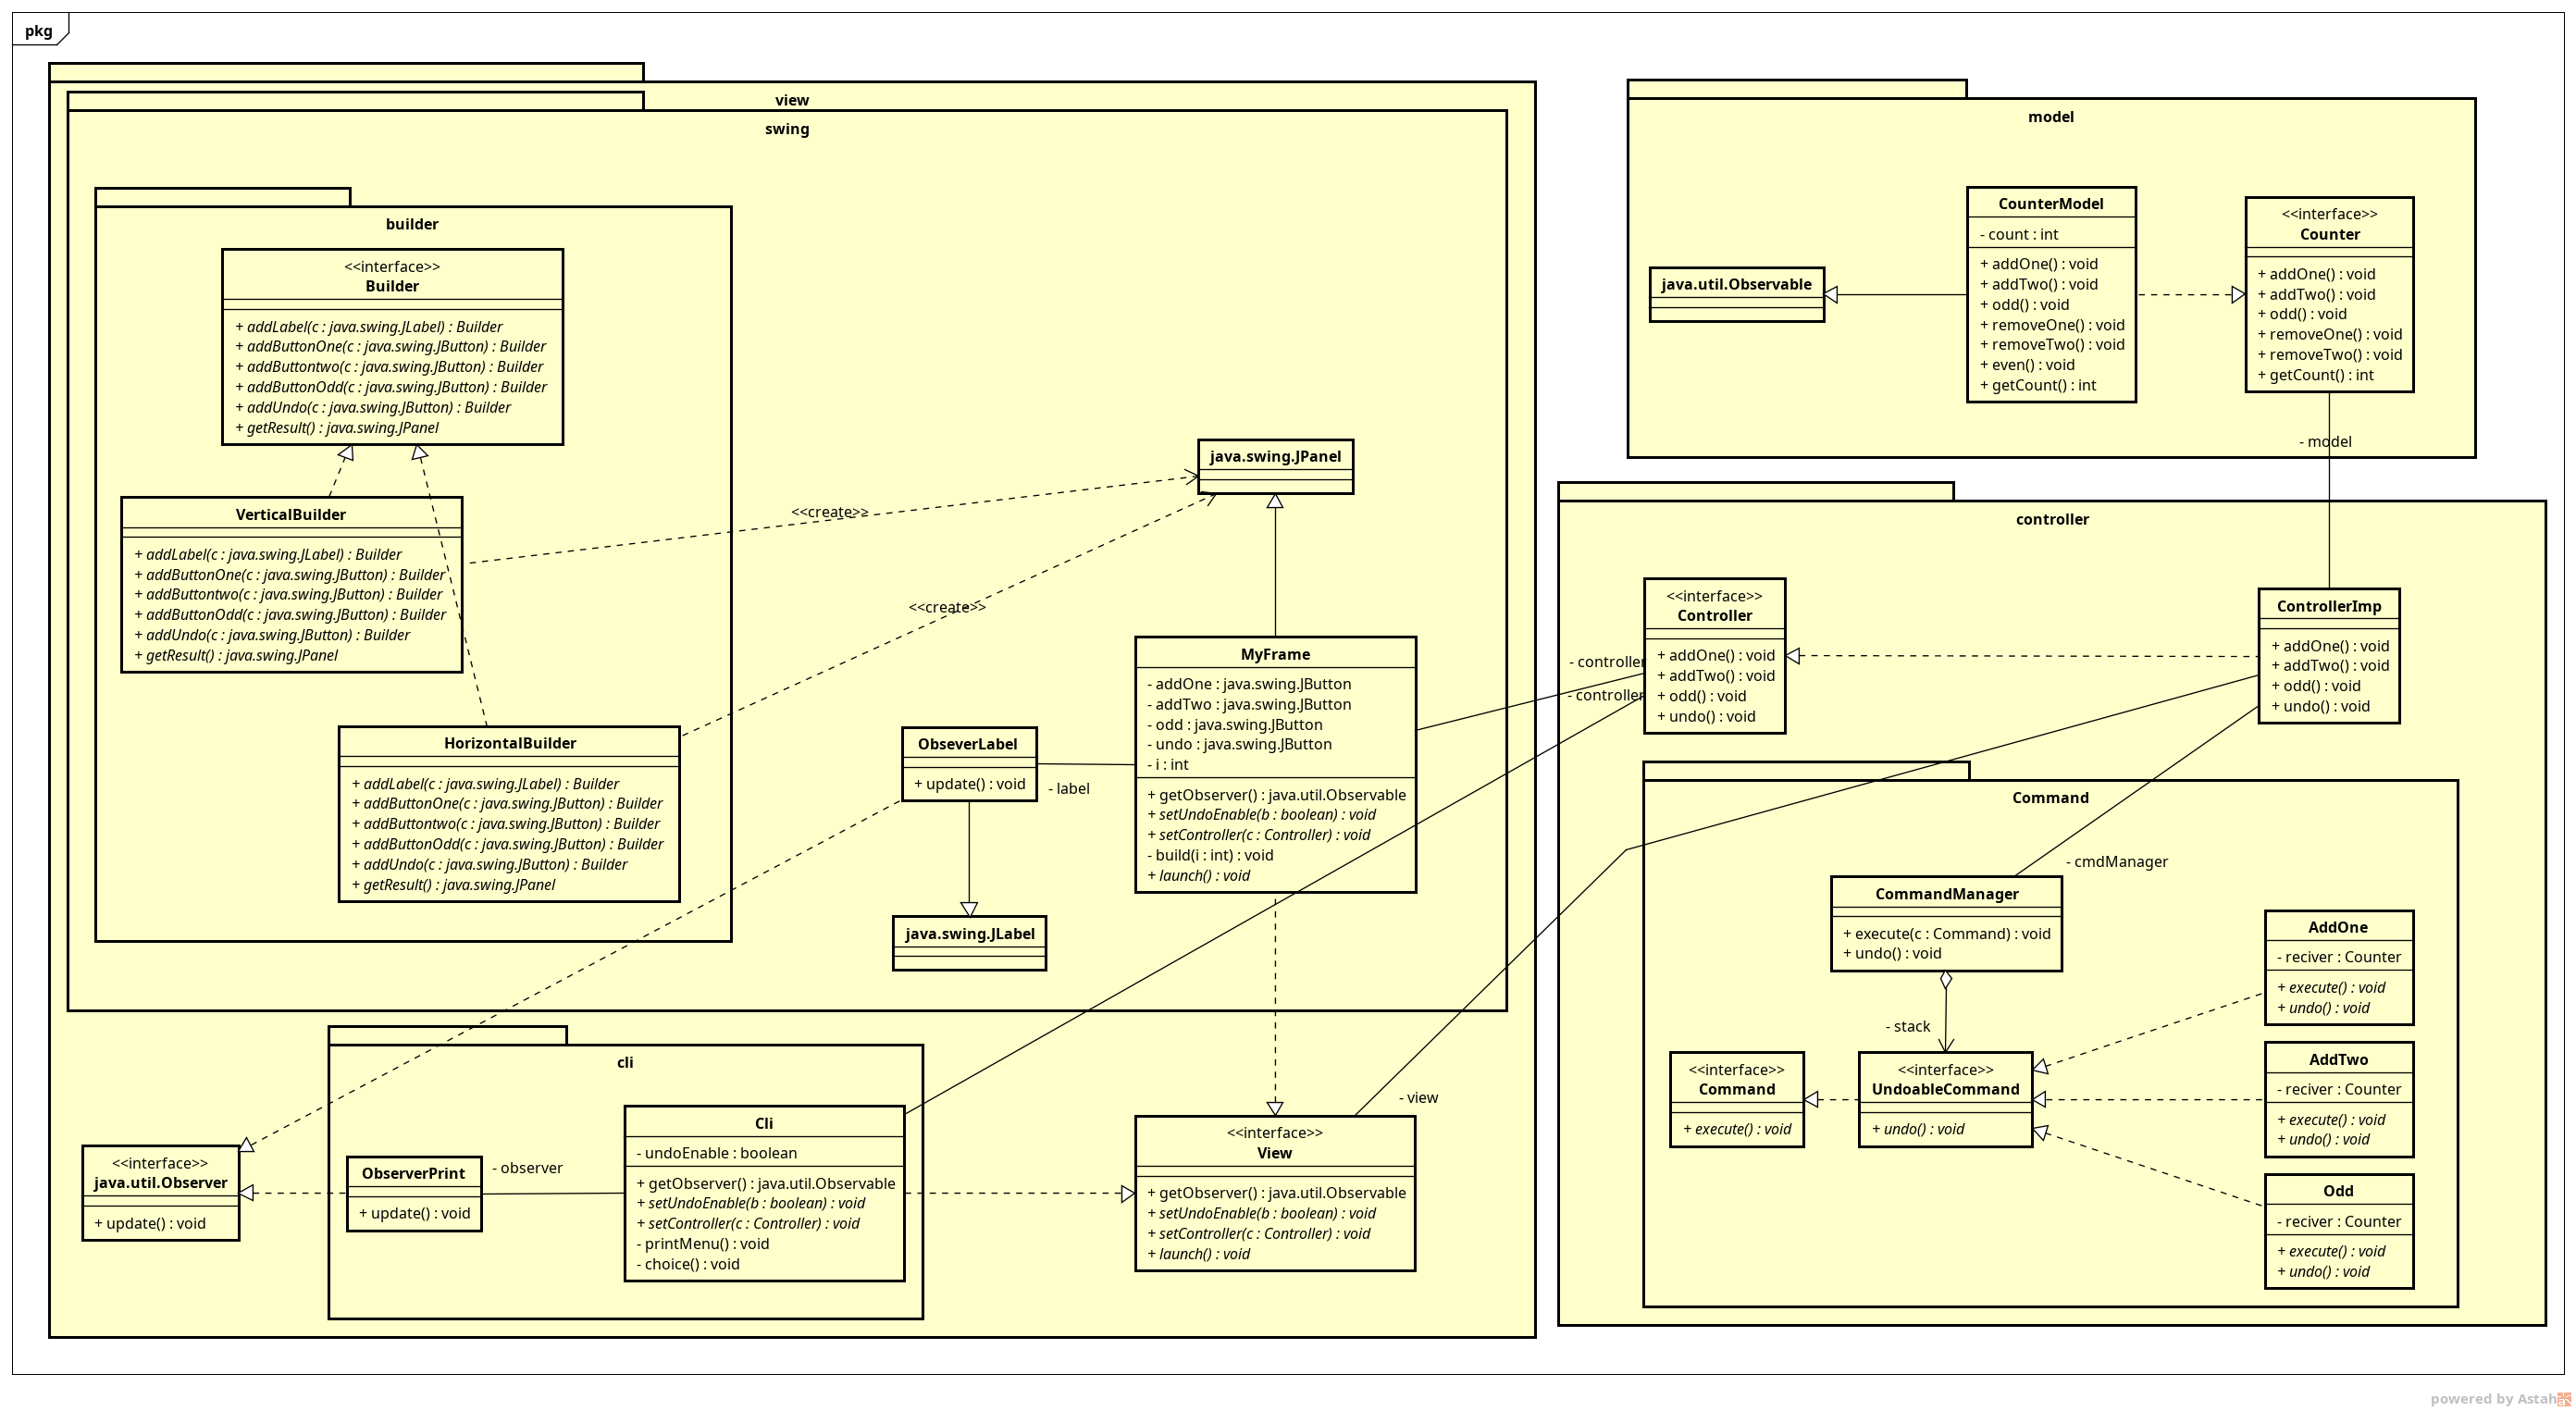 pkg
view
swing
builder
<<interface>>
Builder
+ addLabel(c : java.swing.JLabel) : Builder
+ addButtonOne(c : java.swing.JButton) : Builder
+ addButtontwo(c : java.swing.JButton) : Builder
+ addButtonOdd(c : java.swing.JButton) : Builder
+ addUndo(c : java.swing.JButton) : Builder
+ getResult() : java.swing.JPanel
VerticalBuilder
+ addLabel(c : java.swing.JLabel) : Builder
+ addButtonOne(c : java.swing.JButton) : Builder
+ addButtontwo(c : java.swing.JButton) : Builder
+ addButtonOdd(c : java.swing.JButton) : Builder
+ addUndo(c : java.swing.JButton) : Builder
+ getResult() : java.swing.JPanel
HorizontalBuilder
+ addLabel(c : java.swing.JLabel) : Builder
+ addButtonOne(c : java.swing.JButton) : Builder
+ addButtontwo(c : java.swing.JButton) : Builder
+ addButtonOdd(c : java.swing.JButton) : Builder
+ addUndo(c : java.swing.JButton) : Builder
+ getResult() : java.swing.JPanel
<<create>>
<<create>>
java.swing.JPanel
MyFrame
- addOne : java.swing.JButton
- addTwo : java.swing.JButton
- odd : java.swing.JButton
- undo : java.swing.JButton
- i : int
+ getObserver() : java.util.Observable
+ setUndoEnable(b : boolean) : void
+ setController(c : Controller) : void
- build(i : int) : void
+ launch() : void
ObseverLabel
+ update() : void
- label
java.swing.JLabel
cli
<<interface>>
java.util.Observer
+ update() : void
ObserverPrint
+ update() : void
- observer
Cli
- undoEnable : boolean
+ getObserver() : java.util.Observable
+ setUndoEnable(b : boolean) : void
+ setController(c : Controller) : void
- printMenu() : void
- choice() : void
<<interface>>
View
+ getObserver() : java.util.Observable
+ setUndoEnable(b : boolean) : void
+ setController(c : Controller) : void
+ launch() : void
- view
model
java.util.Observable
CounterModel
- count : int
+ addOne() : void
+ addTwo() : void
+ odd() : void
+ removeOne() : void
+ removeTwo() : void
+ even() : void
+ getCount() : int
<<interface>>
Counter
+ addOne() : void
+ addTwo() : void
+ odd() : void
+ removeOne() : void
+ removeTwo() : void
+ getCount() : int
- model
controller
- controller
- controller
<<interface>>
Controller
+ addOne() : void
+ addTwo() : void
+ odd() : void
+ undo() : void
ControllerImp
+ addOne() : void
+ addTwo() : void
+ odd() : void
+ undo() : void
Command
- cmdManager
CommandManager
+ execute(c : Command) : void
+ undo() : void
- stack
<<interface>>
Command
+ execute() : void
<<interface>>
UndoableCommand
+ undo() : void
AddOne
- reciver : Counter
+ execute() : void
+ undo() : void
AddTwo
- reciver : Counter
+ execute() : void
+ undo() : void
Odd
- reciver : Counter
+ execute() : void
+ undo() : void
powered by Astah